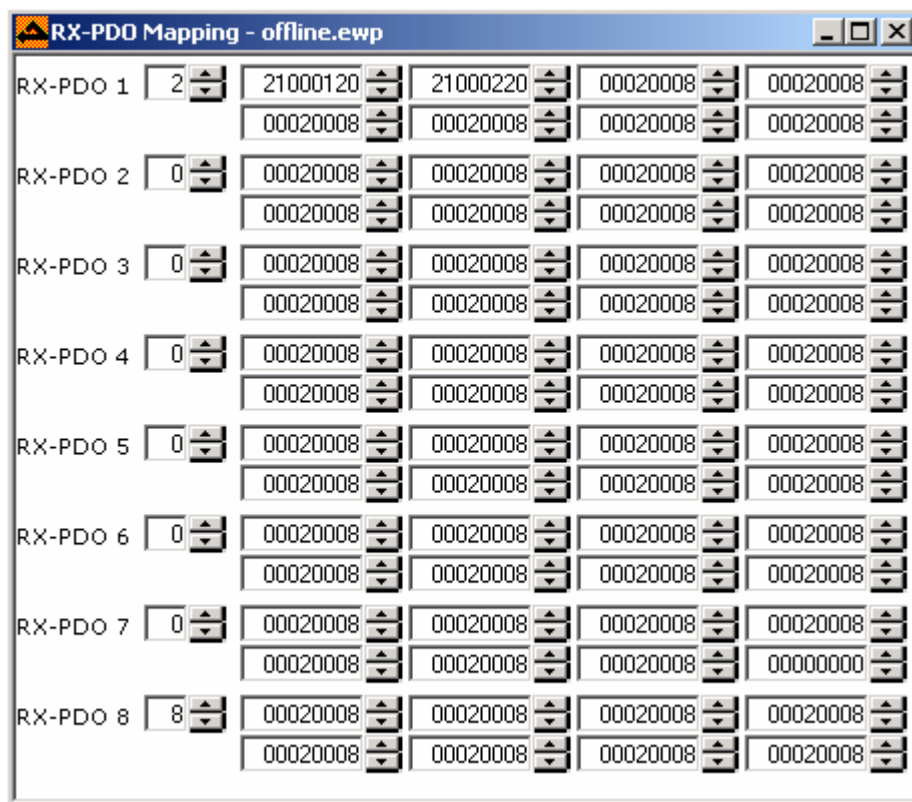 RX-PDO Mapping - offline.ewp
RX-PDO 1 2 21000120 21000220 00020008 00020008
00020008 00020008 00020008 00020008
RX-PDO 2 0 00020008 00020008 00020008 00020008
00020008 00020008 00020008 00020008
RX-PDO 3 0 00020008 00020008 00020008 00020008
00020008 00020008 00020008 00020008
RX-PDO 4 0 00020008 00020008 00020008 00020008
00020008 00020008 00020008 00020008
RX-PDO 5 0 00020008 00020008 00020008 00020008
00020008 00020008 00020008 00020008
RX-PDO 6 0 00020008 00020008 00020008 00020008
00020008 00020008 00020008 00020008
RX-PDO 7 0 00020008 00020008 00020008 00020008
00020008 00020008 00020008 00000000
RX-PDO 8 8 00020008 00020008 00020008 00020008
00020008 00020008 00020008 00020008